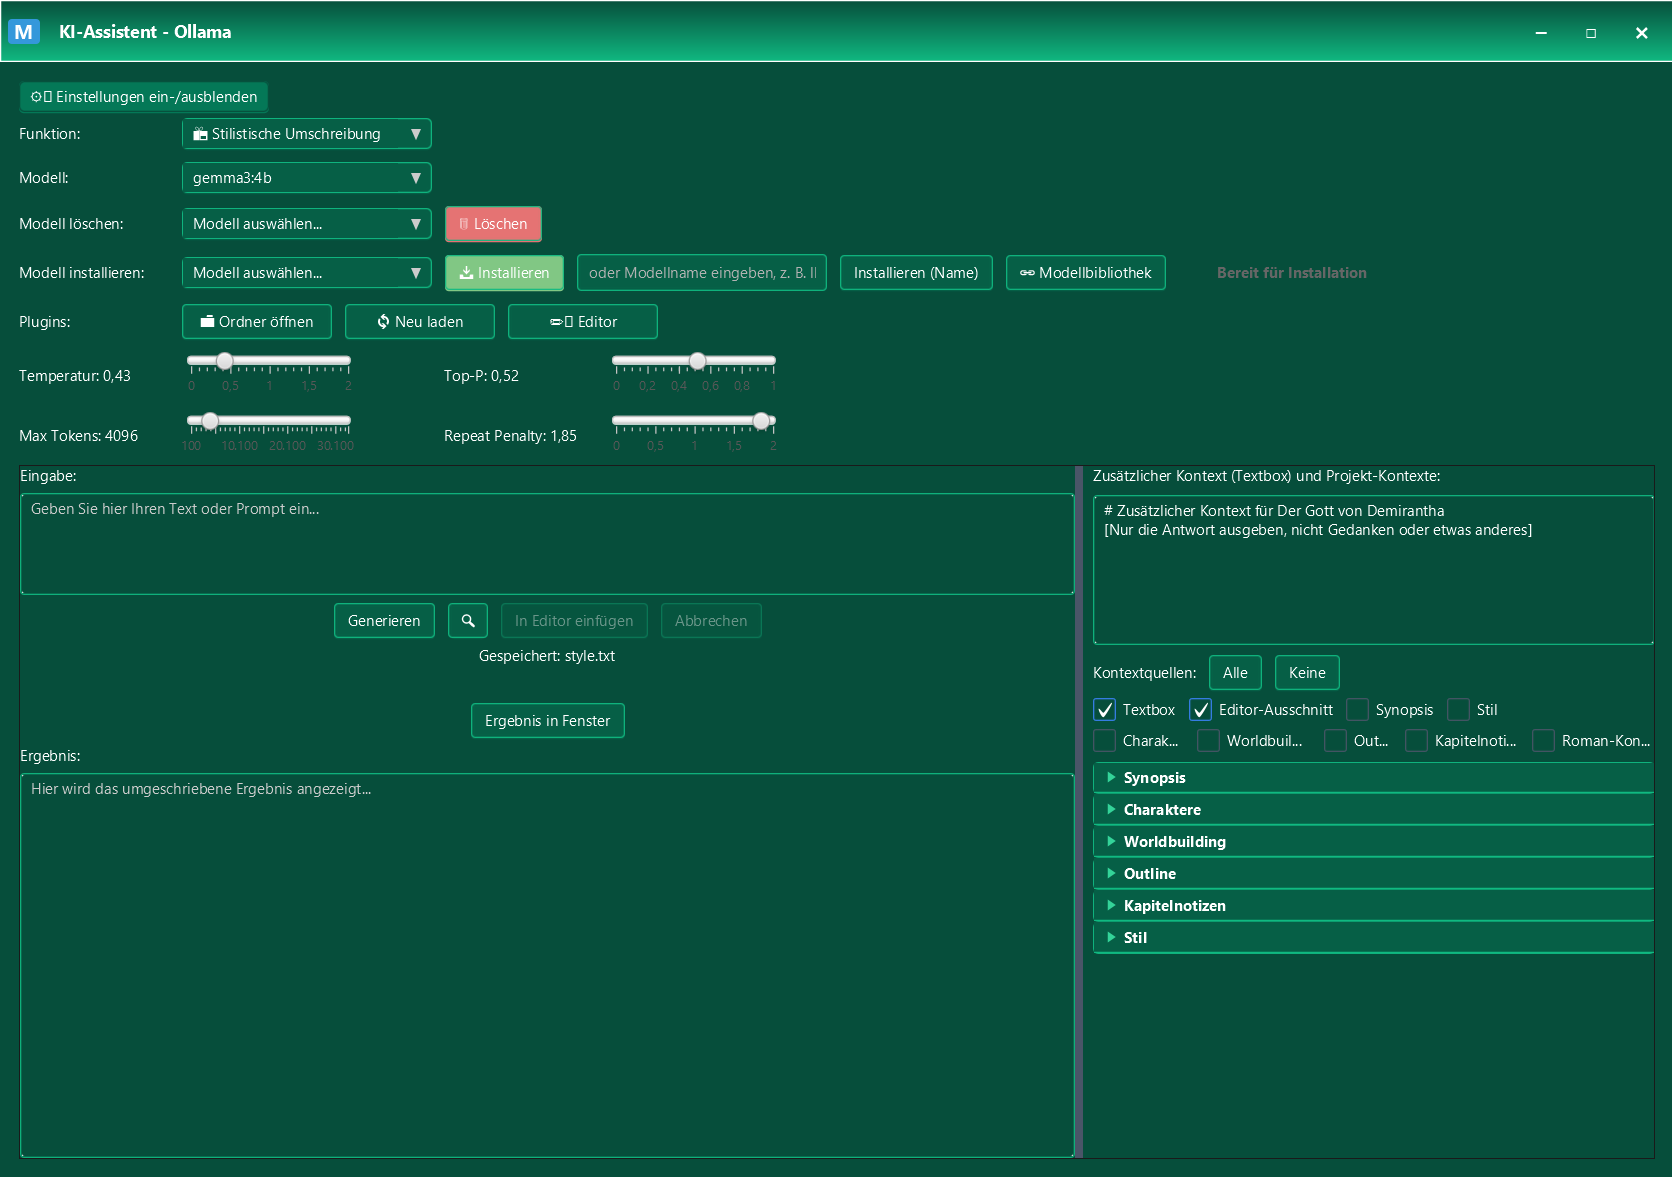 M KI-Assistent - Ollama
Einstellungen ein-/ausblenden
Funktion: Stilistische Umschreibung
Modell: gemma3:4b
Modell löschen: Modell auswählen... Löschen
Modell installieren: Modell auswählen... Installieren oder Modellname eingeben, z. B. ll Installieren (Name) Modellbibliothek Bereit für Installation
Plugins: Ordner öffnen Neu laden Editor
Temperatur: 0,43 Top-P: 0,52
0 0,5 1 1,5 2 0 0,2 0,4 0,6 0,8 1
Max Tokens: 4096 Repeat Penalty: 1,85
100 10.100 20.100 30.100 0 0,5 1 1,5 2
Eingabe:
Geben Sie hier Ihren Text oder Prompt ein...
Generieren In Editor einfügen Abbrechen
Gespeichert: style.txt
Ergebnis in Fenster
Ergebnis:
Hier wird das umgeschriebene Ergebnis angezeigt...
Zusätzlicher Kontext (Textbox) und Projekt-Kontexte:
# Zusätzlicher Kontext für Der Gott von Demirantha
[Nur die Antwort ausgeben, nicht Gedanken oder etwas anderes]
Kontextquellen: Alle Keine
Textbox Editor-Ausschnitt Synopsis Stil
Charak... Worldbuil... Out... Kapitelnoti... Roman-Kon...
Synopsis
Charaktere
Worldbuilding
Outline
Kapitelnotizen
Stil